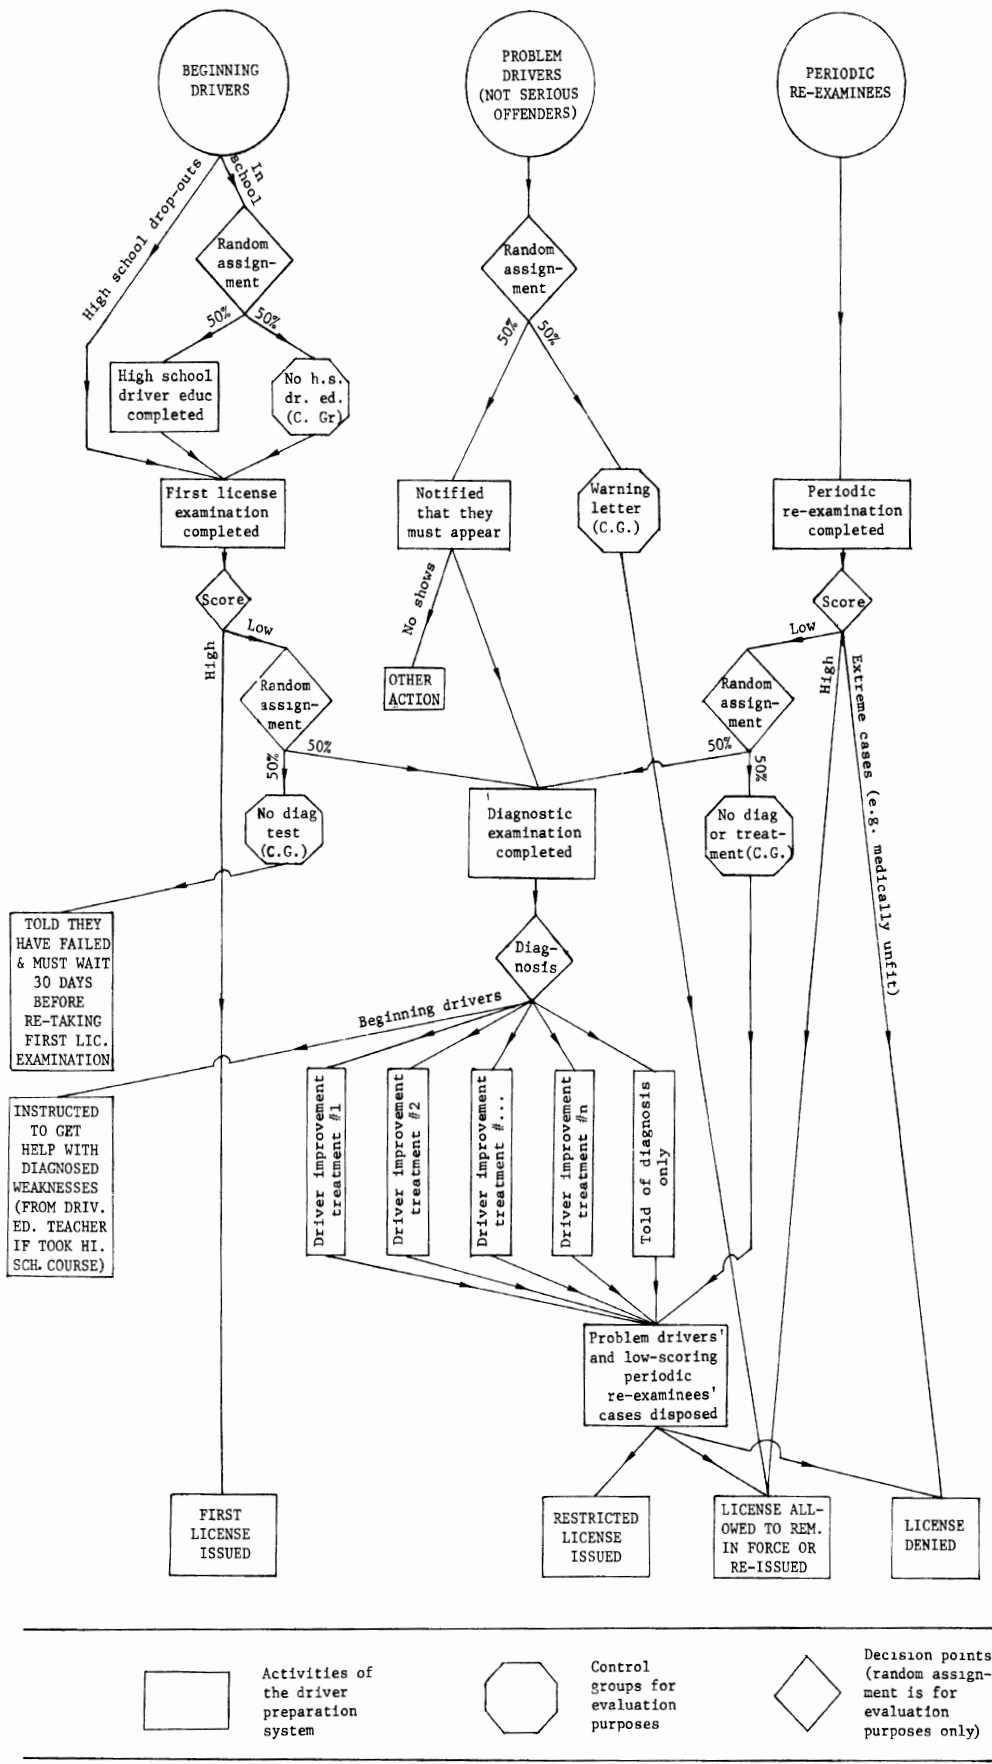 BEGINNING
DRIVERS
PROBLEM
DRIVERS
(NOT SERIOUS
OFFENDERS)
PERIODIC
RE-EXAMINEES
High school drop-outs
In
school
Random
assign-
ment
50%
50%
High school
driver educ
completed
No h.s.
dr. ed.
(C. Gr)
First license
examination
completed
Score
High
Low
Random
assign-
ment
50%
50%
No diag
test
(C.G.)
TOLD THEY
HAVE FAILED
& MUST WAIT
30 DAYS
BEFORE
RE-TAKING
FIRST LIC.
EXAMINATION
Random
assign-
ment
50%
50%
Notified
that they
must appear
Warning
letter
(C.G.)
No shows
OTHER
ACTION
Periodic
re-examination
completed
Score
Low
High
Extreme cases (e.g. medically unfit)
Random
assign-
ment
50%
50%
No diag
or treat-
ment(C.G.)
Diagnostic
examination
completed
Diag-
nosis
Beginning drivers
INSTRUCTED
TO GET
HELP WITH
DIAGNOSED
WEAKNESSES
(FROM DRIV.
ED. TEACHER
IF TOOK HI.
SCH. COURSE)
Driver improvement
treatment #1
Driver improvement
treatment #2
Driver improvement
treatment #...
Driver improvement
treatment #n
Told of diagnosis
only
Problem drivers'
and low-scoring
periodic
re-examinees'
cases disposed
FIRST
LICENSE
ISSUED
RESTRICTED
LICENSE
ISSUED
LICENSE ALL-
OWED TO REM.
IN FORCE OR
RE-ISSUED
LICENSE
DENIED
Activities of
the driver
preparation
system
Control
groups for
evaluation
purposes
Decision points
(random assign-
ment is for
evaluation
purposes only)